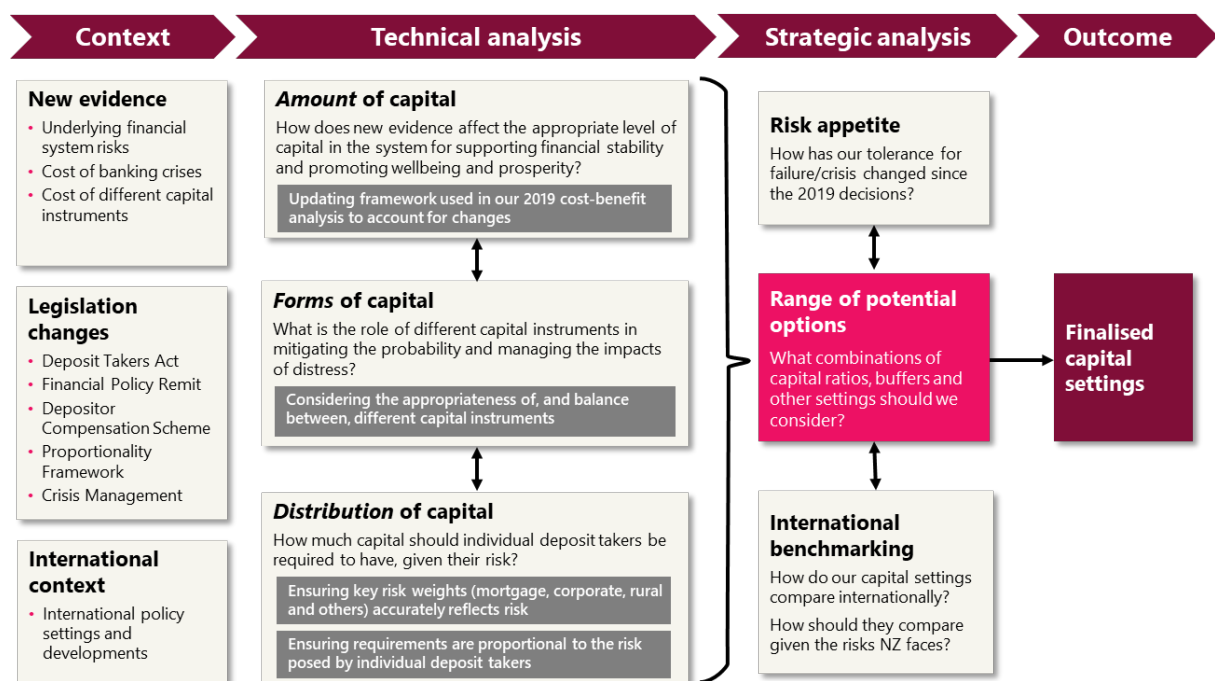 Context
Technical analysis
Strategic analysis
Outcome
New evidence
• Underlying financial
system risks
• Cost of banking crises
• Cost of different capital
instruments
Legislation
changes
• Deposit Takers Act
• Financial Policy Remit
• Depositor
Compensation Scheme
• Proportionality
Framework
• Crisis Management
International
context
• International policy
settings and
developments
Amount of capital
How does new evidence affect the appropriate level of
capital in the system for supporting financial stability
and promoting wellbeing and prosperity?
Updating framework used in our 2019 cost-benefit
analysis to account for changes
Forms of capital
What is the role of different capital instruments in
mitigating the probability and managing the impacts
of distress?
Considering the appropriateness of, and balance
between, different capital instruments
Distribution of capital
How much capital should individual deposit takers be
required to have, given their risk?
Ensuring key risk weights (mortgage, corporate, rural
and others) accurately reflects risk
Ensuring requirements are proportional to the risk
posed by individual deposit takers
Risk appetite
How has our tolerance for
failure/crisis changed since
the 2019 decisions?
Range of potential
options
What combinations of
capital ratios, buffers and
other settings should we
consider?
International
benchmarking
How do our capital settings
compare internationally?
How should they compare
given the risks NZ faces?
Finalised
capital
settings